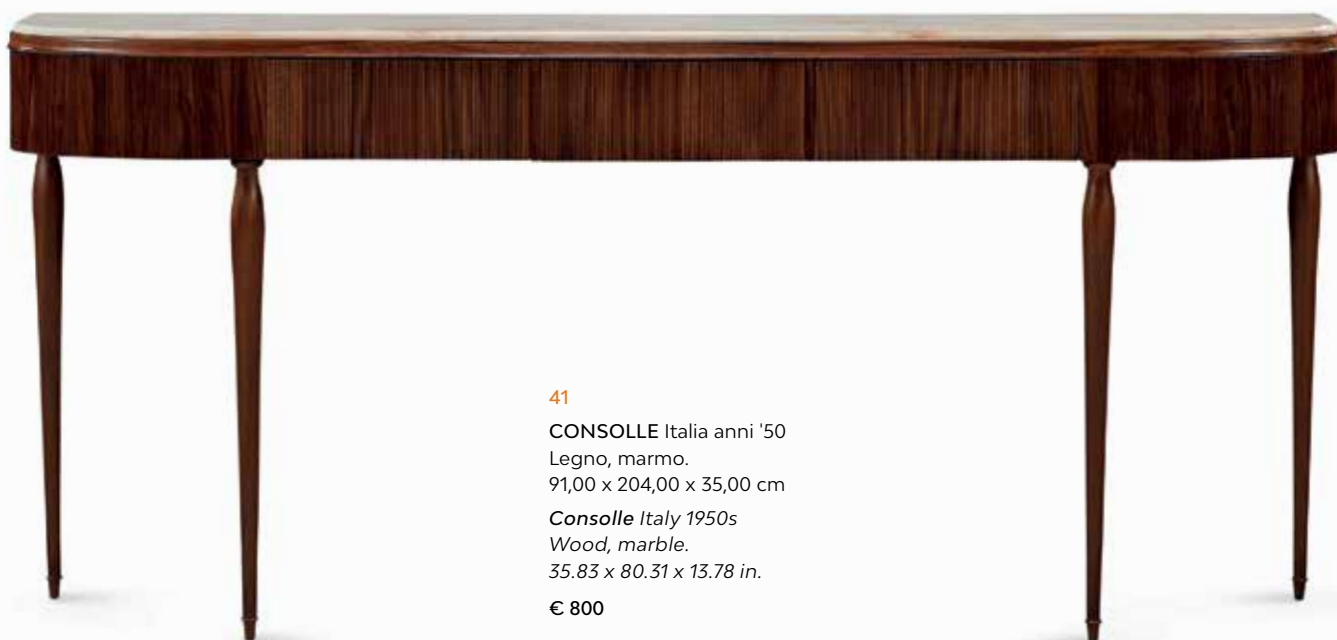 41
CONSOLLE Italia anni '50
Legno, marmo.
91,00 x 204,00 x 35,00 cm
Consolle Italy 1950s
Wood, marble.
35.83 x 80.31 x 13.78 in.
€ 800